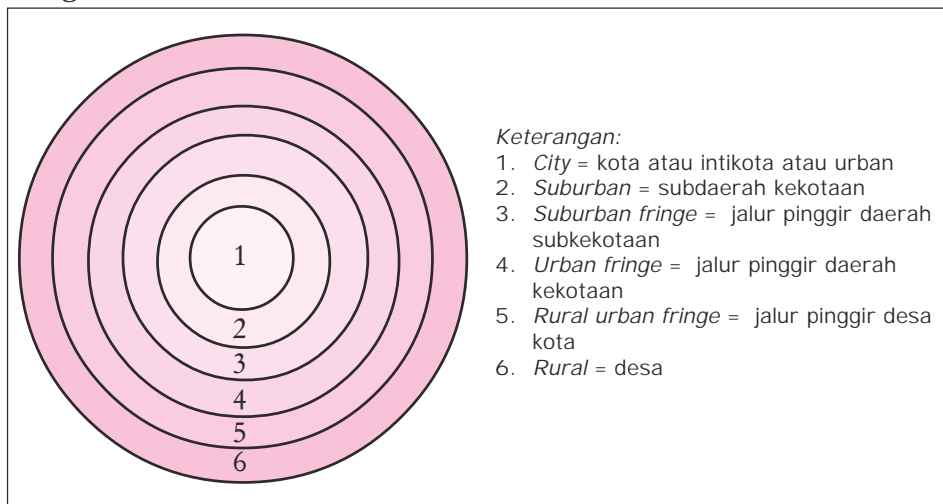 1
2
3
4
5
6
Keterangan:
1. City = kota atau intikota atau urban
2. Suburban = subdaerah kekotaan
3. Suburban fringe = jalur pinggir daerah
subkekotaan
4. Urban fringe = jalur pinggir daerah
kekotaan
5. Rural urban fringe = jalur pinggir desa
kota
6. Rural = desa